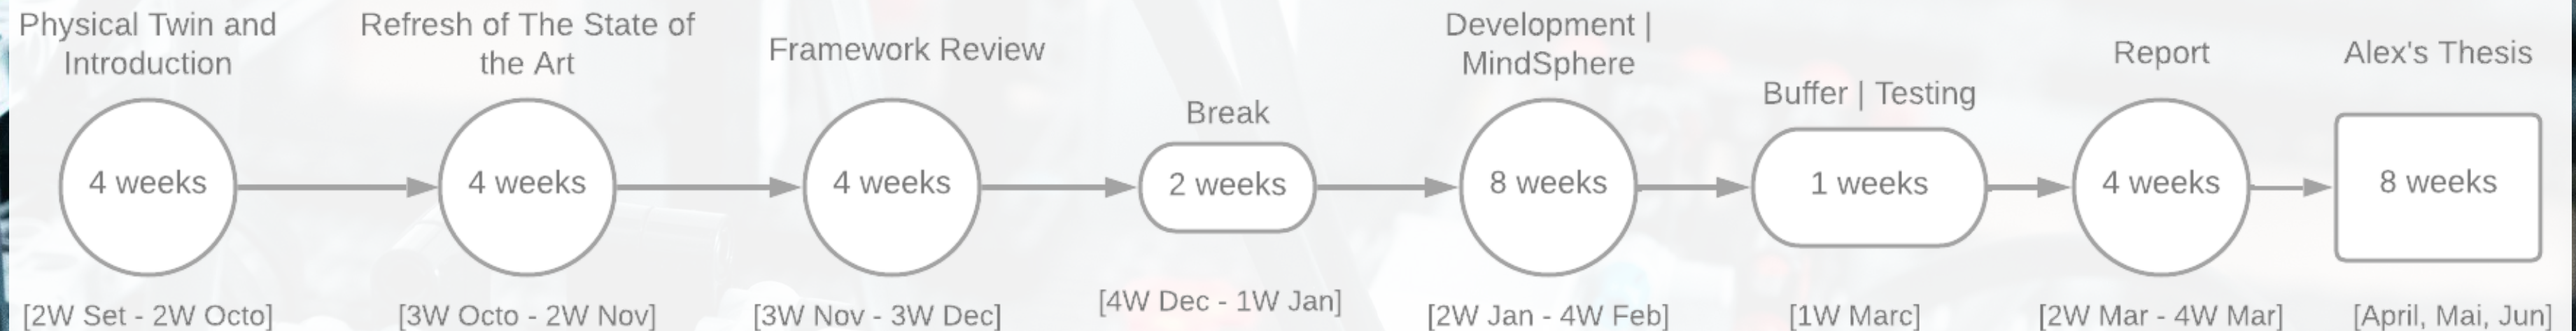 Physical Twin and
Introduction
4 weeks
[2W Set - 2W Octo]
Refresh of The State of
the Art
4 weeks
[3W Octo - 2W Nov]
Framework Review
4 weeks
[3W Nov - 3W Dec]
Break
2 weeks
[4W Dec - 1W Jan]
Development |
MindSphere
8 weeks
[2W Jan - 4W Feb]
Buffer | Testing
1 weeks
[1W Marc]
Report
4 weeks
[2W Mar - 4W Mar]
Alex's Thesis
8 weeks
[April, Mai, Jun]